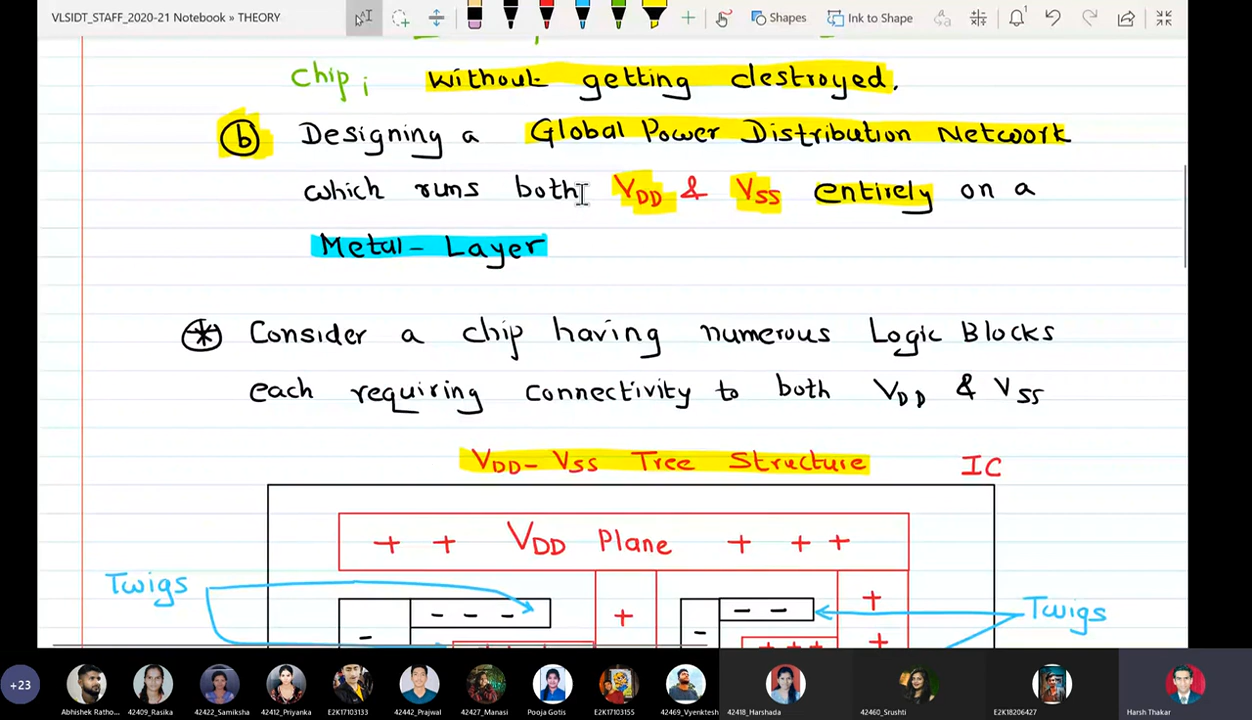 VLSIDT_STAFF_2020-21 Notebook » THEORY
Shapes
Ink to Shape
Chip, without getting destroyed.
b Designing a Global Power Distribution Network
which runs both VDD & VSS entirely on a
Metal-Layer
* Consider a chip having numerous Logic Blocks
each requiring connectivity to both VDD & VSS
VDD-VSS Tree Structure
IC
+ + VDD Plane + + +
Twigs
- - -
+
- -
+
Twigs
-
-
+ + +
+
+23
Abhishek Ratho...
42409_Rasika
42422_Samiksha
42412_Priyanka
E2K17103133
42442_Prajwal
42427_Manasi
Pooja Gotis
E2K17103155
42469_Vyenktesh
42418_Harshada
42460_Srushti
E2K18206427
Harsh Thakar